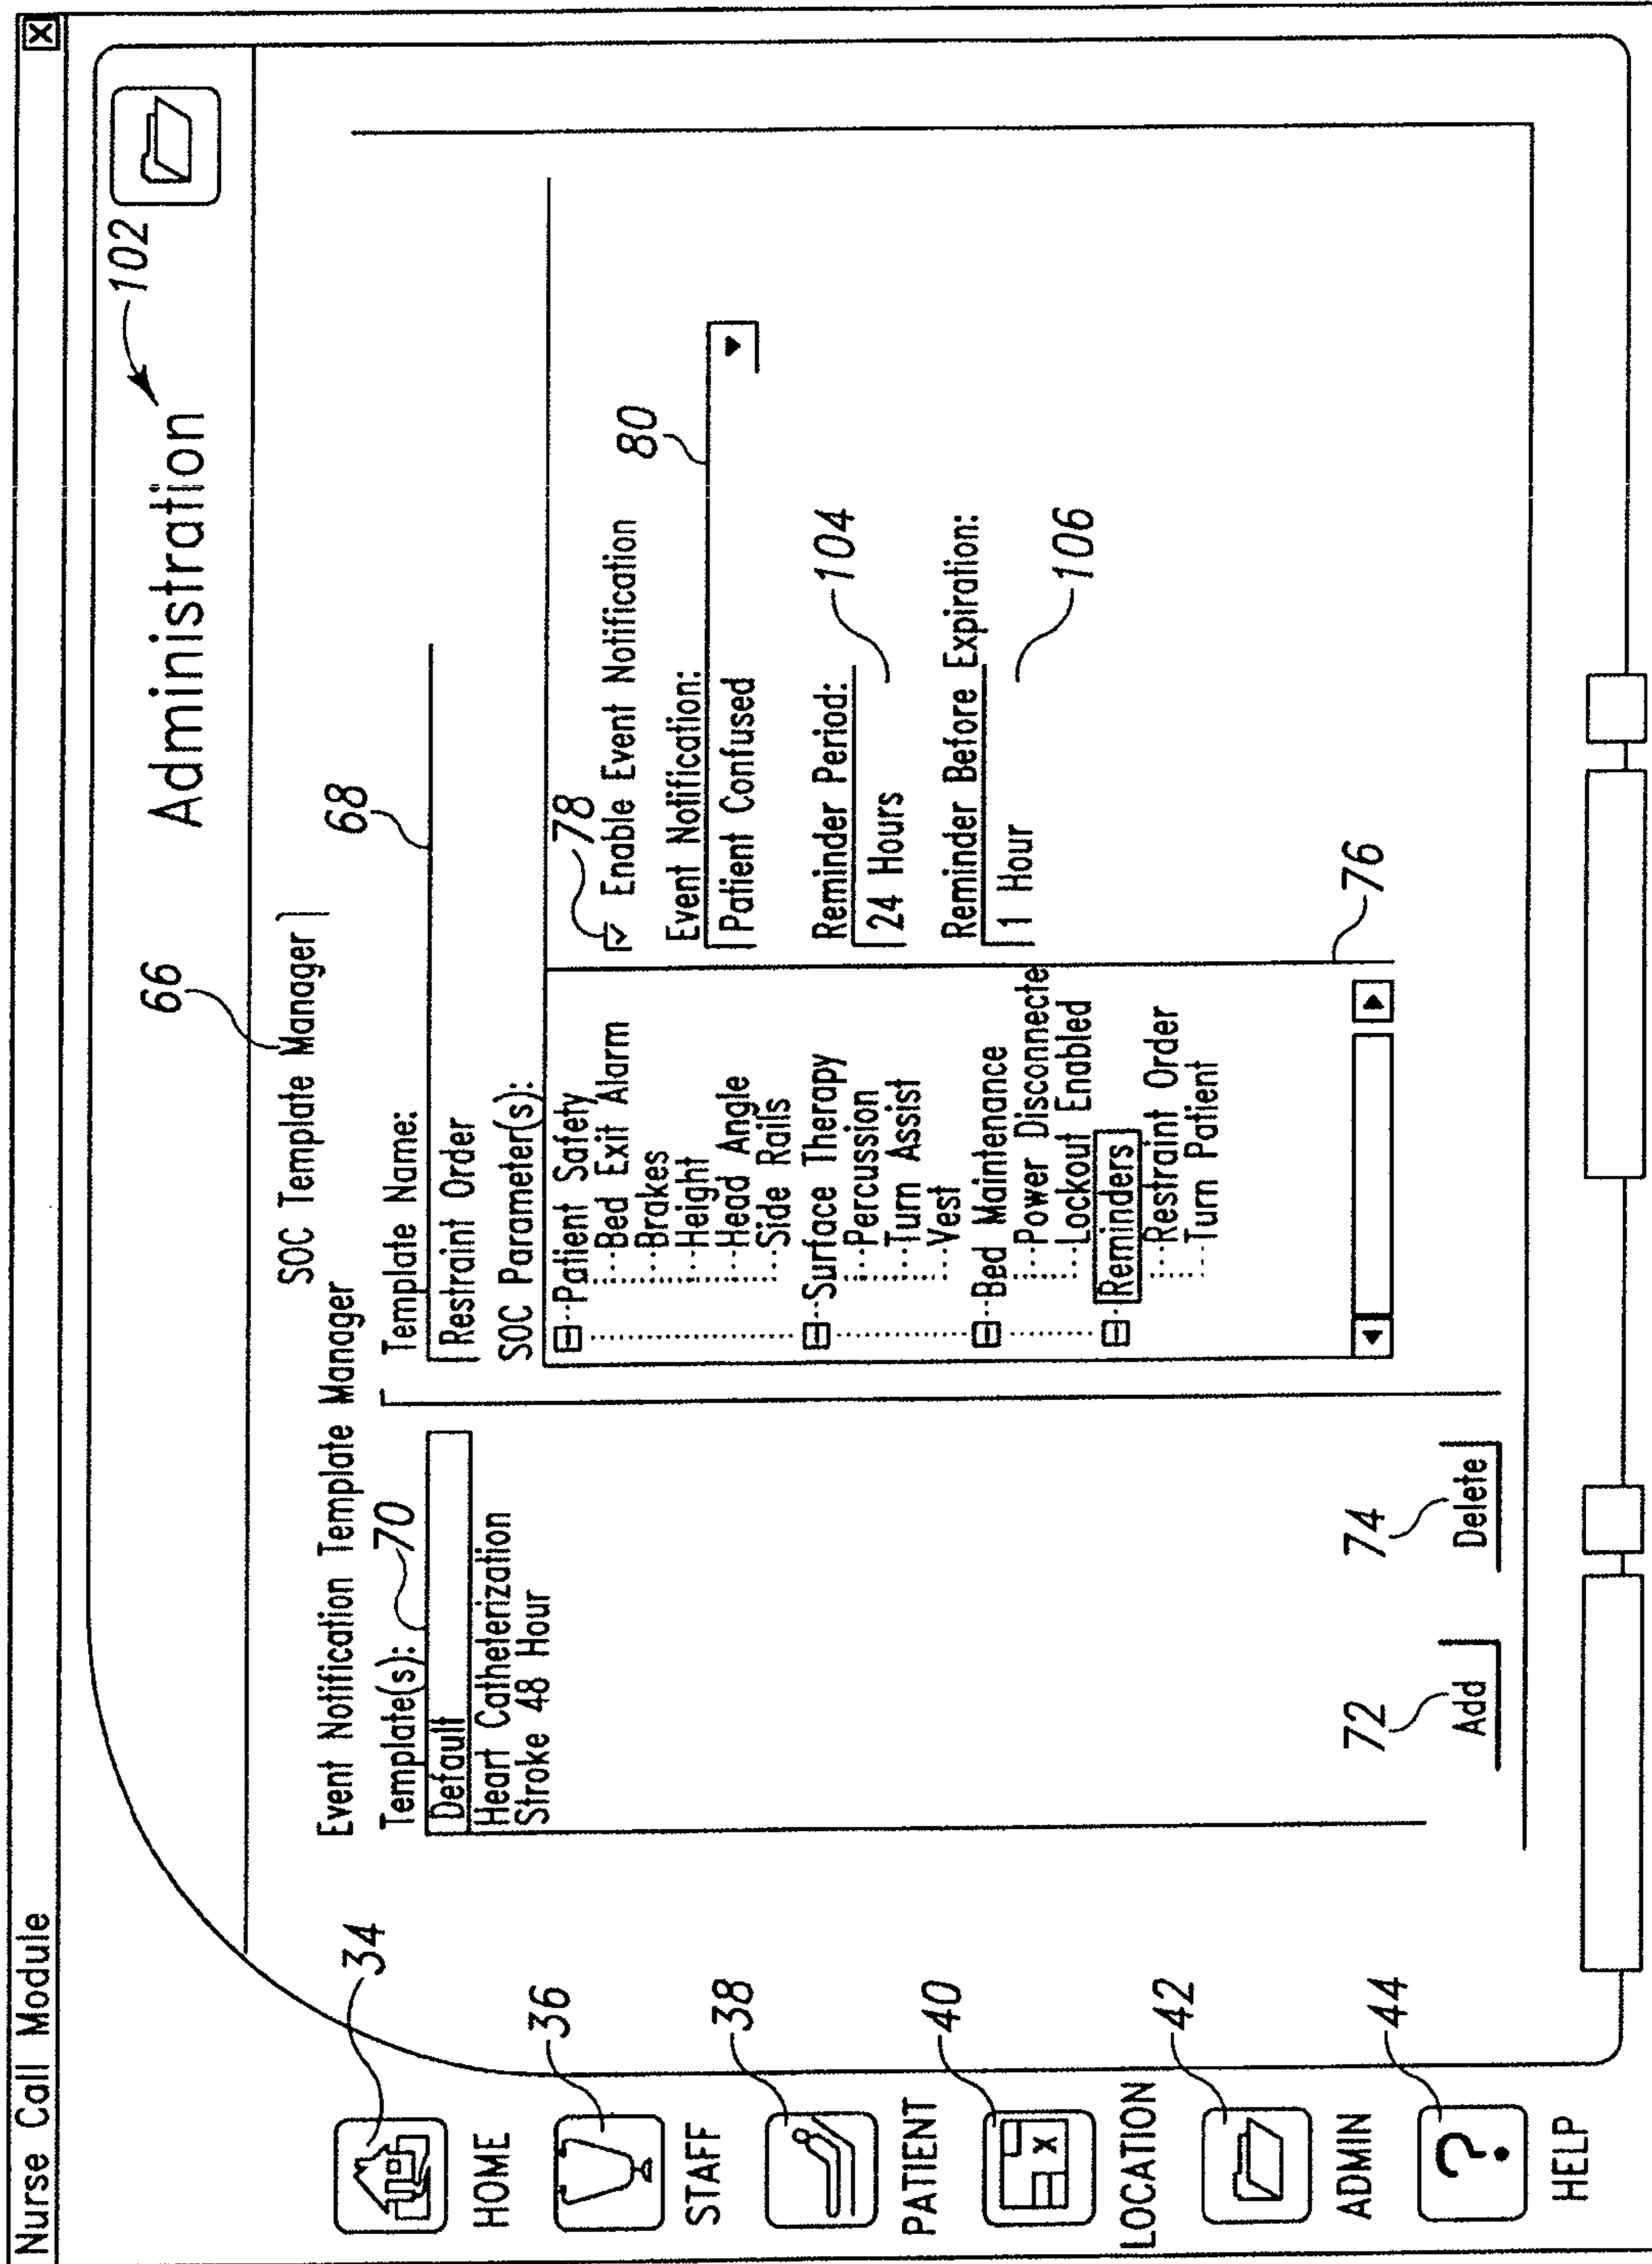 Nurse Call Module
X
Administration
102
66
SOC Template Manager
Event Notification Template Manager
Template(s):
70
Default
Heart Catheterization
Stroke 48 Hour
72
Add
74
Delete
Template Name:
68
Restraint Order
SOC Parameter(s):
Patient Safety
Bed Exit Alarm
Brakes
Height
Head Angle
Side Rails
Surface Therapy
Percussion
Turn Assist
Vest
Bed Maintenance
Power Disconnecte
Lockout Enabled
Reminders
Restraint Order
Turn Patient
76
78
Enable Event Notification
Event Notification:
80
Patient Confused
Reminder Period:
24 Hours
104
Reminder Before Expiration:
1 Hour
106
34
HOME
36
STAFF
38
PATIENT
40
X
LOCATION
42
ADMIN
44
?
HELP